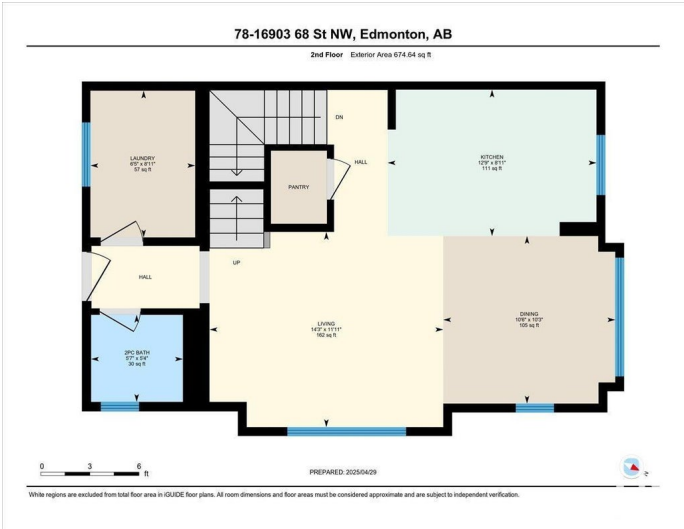 78-16903 68 St NW, Edmonton, AB
2nd Floor Exterior Area 674.64 sq ft
DN
LAUNDRY
6'5" x 8'11"
57 sq ft
HALL
KITCHEN
12'9" x 8'11"
111 sq ft
PANTRY
UP
HALL
LIVING
14'3" x 11'11"
162 sq ft
DINING
10'6" x 10'3"
105 sq ft
2PC BATH
5'7" x 5'4"
30 sq ft
0 3 6
ft
PREPARED: 2025/04/29
N
White regions are excluded from total floor area in iGUIDE floor plans. All room dimensions and floor areas must be considered approximate and are subject to independent verification.